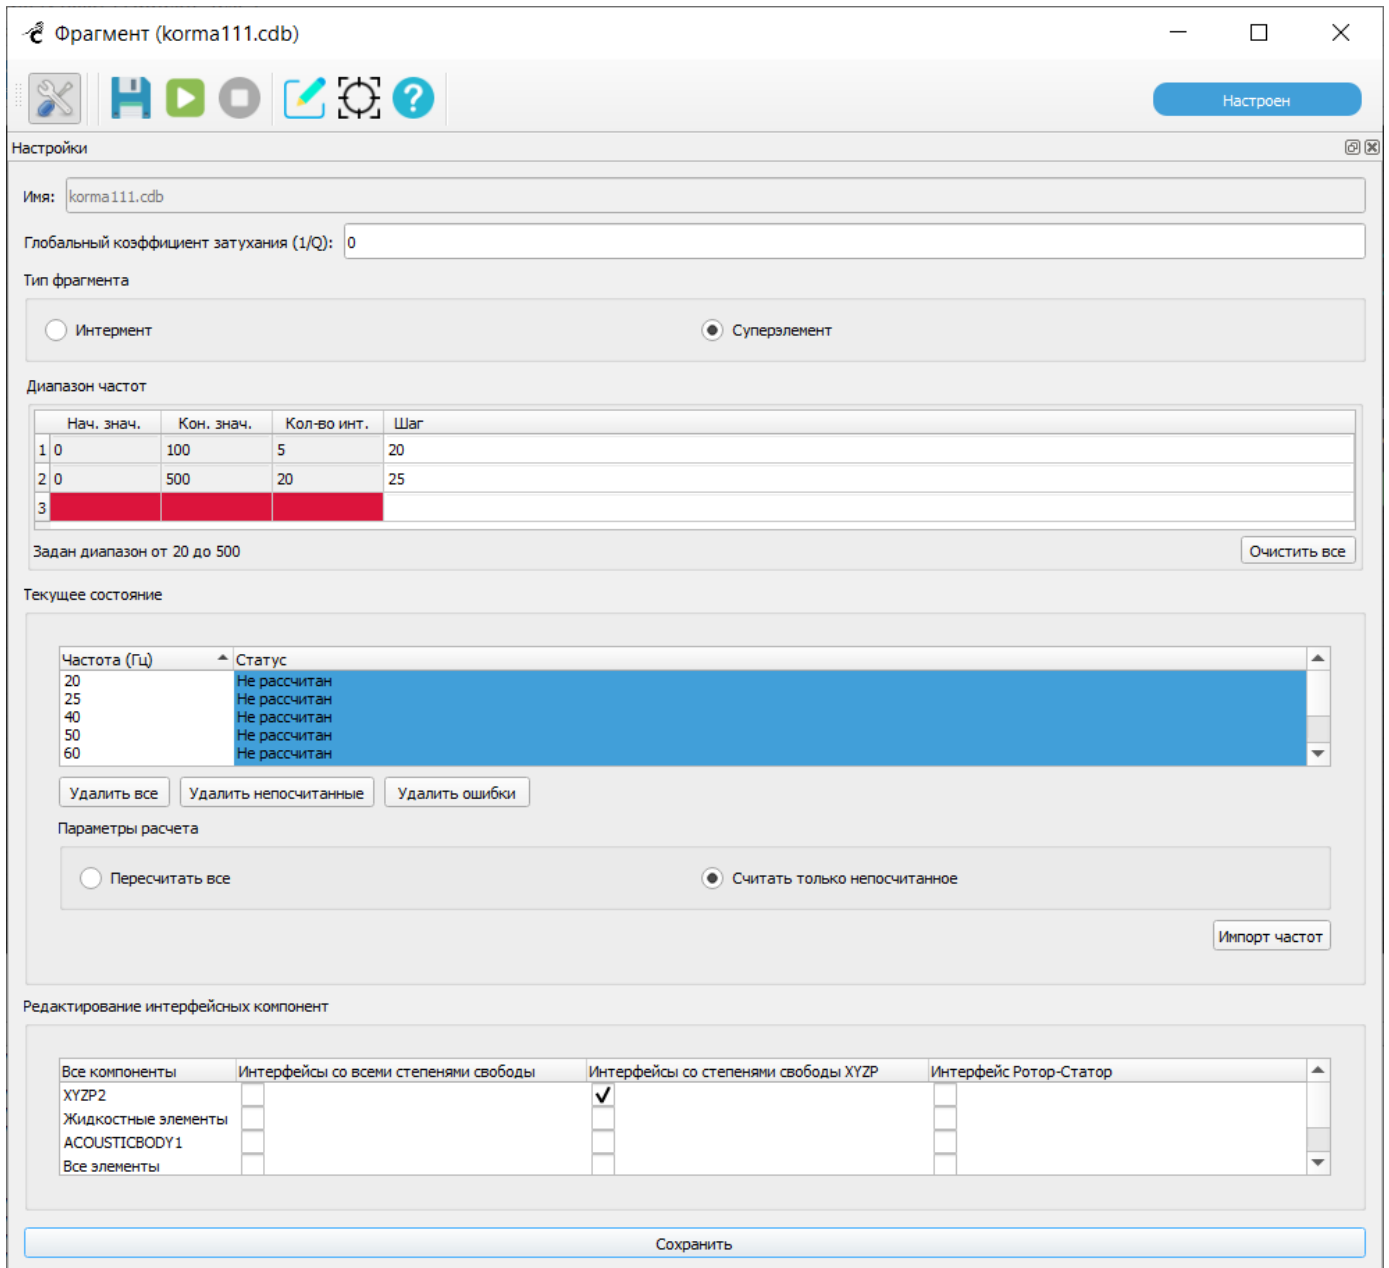 Фрагмент (korma111.cdb)
Настроен
Настройки
Имя: korma111.cdb
Глобальный коэффициент затухания (1/Q): 0
Тип фрагмента
Интермент Суперэлемент
Диапазон частот
Нач. знач. Кон. знач. Кол-во инт. Шаг
1 0 100 5 20
2 0 500 20 25
3
Задан диапазон от 20 до 500 Очистить все
Текущее состояние
Частота (Гц) Статус
20 Не рассчитан
25 Не рассчитан
40 Не рассчитан
50 Не рассчитан
60 Не рассчитан
Удалить все Удалить непосчитанные Удалить ошибки
Параметры расчета
Пересчитать все Считать только непосчитанное
Импорт частот
Редактирование интерфейсных компонент
Все компоненты Интерфейсы со всеми степенями свободы Интерфейсы со степенями свободы XYZP Интерфейс Ротор-Статор
XYZP2
Жидкостные элементы
ACOUSTICBODY1
Все элементы
Сохранить